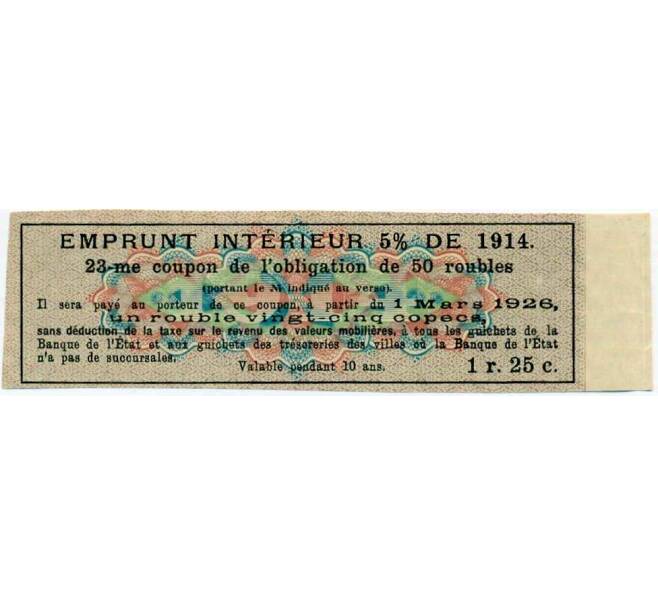 EMPRUNT INTÉRIEUR 5% DE 1914.
23-me coupon de l'obligation de 50 roubles
(portant le № indiqué au verso).
Il sera payé au porteur de ce coupon, à partir du 1 Mars 1926,
un rouble vingt-cinq copecs,
sans déduction de la taxe sur le revenu des valeurs mobilières, à tous les guichets de la
Banque de l'État et aux guichets des trésoreries des villes où la Banque de l'État
n'a pas de succursales.
Valable pendant 10 ans.
1 r. 25 c.